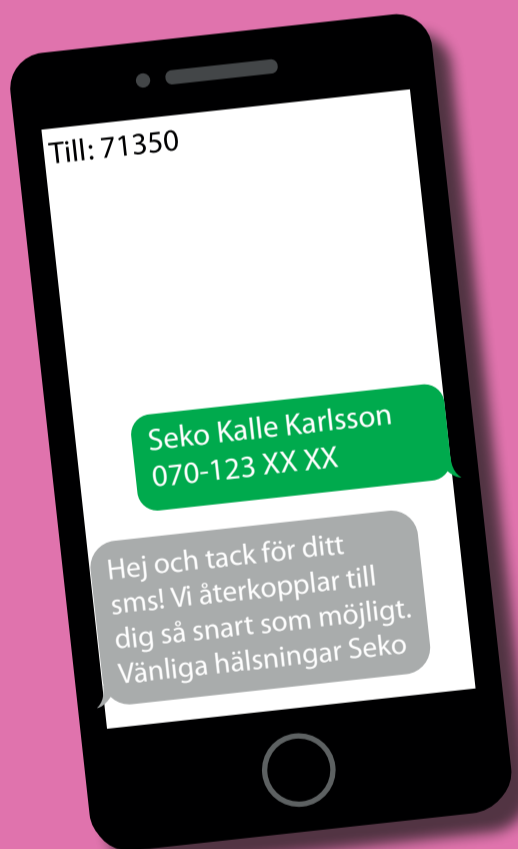 Till: 71350
Seko Kalle Karlsson
070-123 XX XX
Hej och tack för ditt
sms! Vi återkopplar till
dig så snart som möjligt.
Vänliga hälsningar Seko